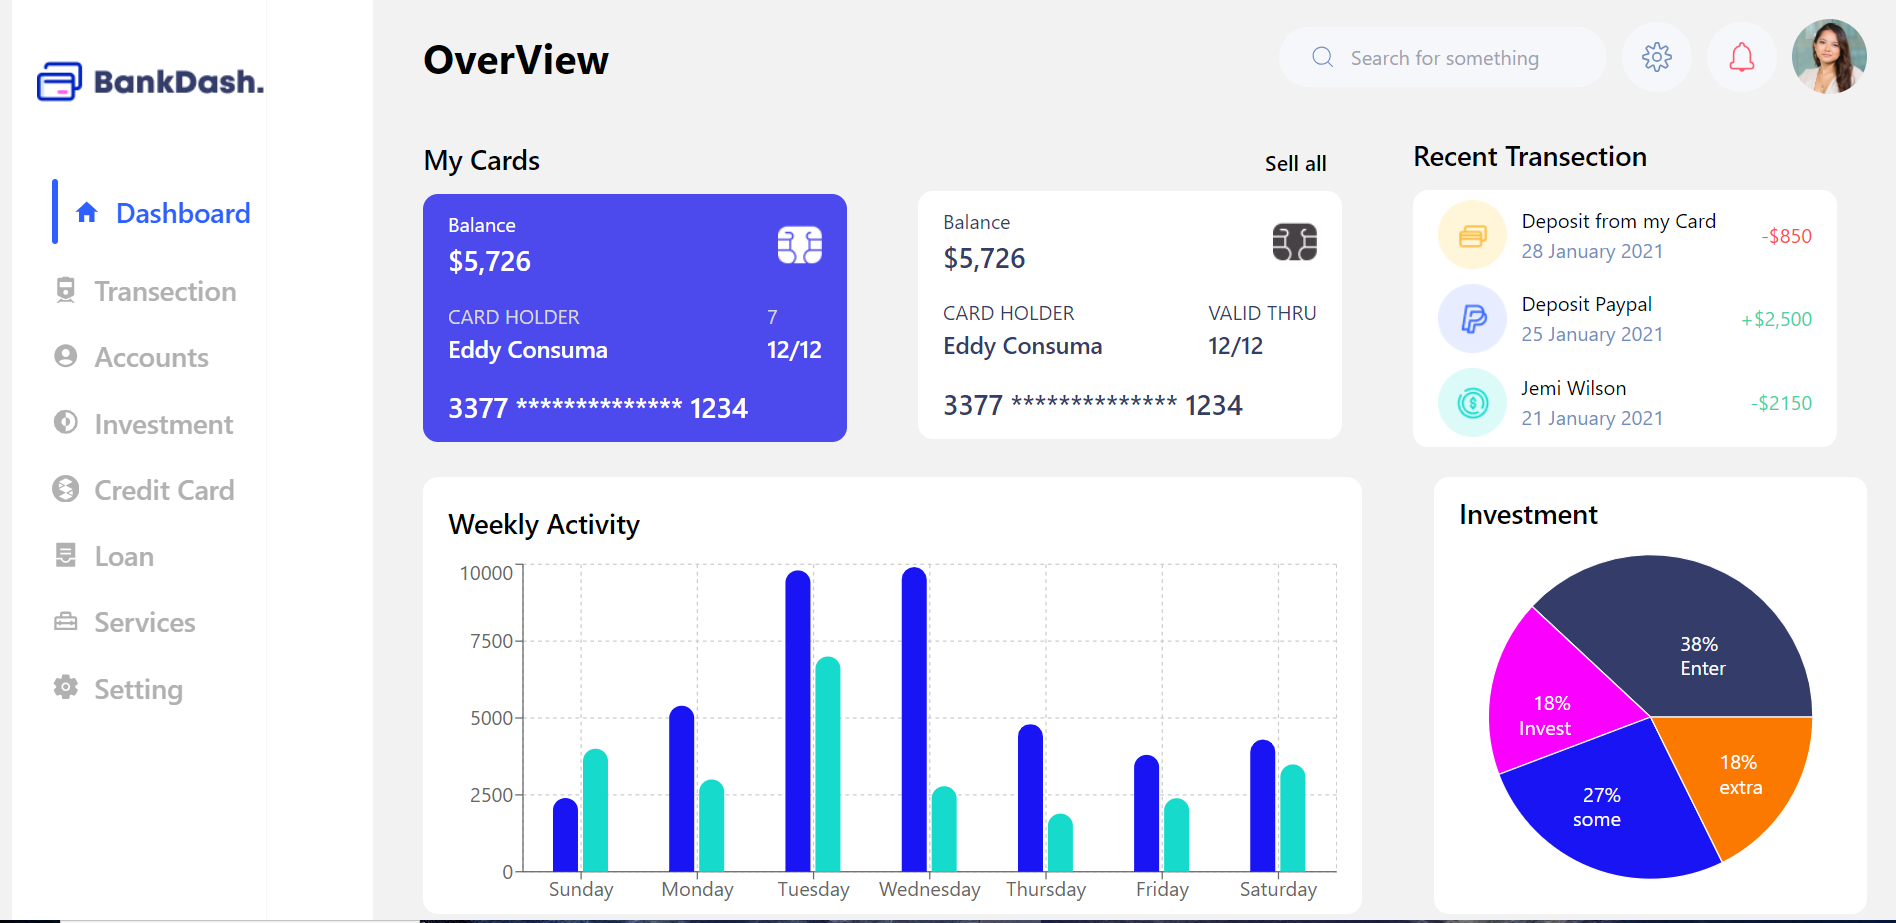 BankDash.
Dashboard
Transection
Accounts
Investment
Credit Card
Loan
Services
Setting
OverView
Search for something
My Cards
Sell all
Balance
$5,726
CARD HOLDER 7
Eddy Consuma 12/12
3377 ************** 1234
Balance
$5,726
CARD HOLDER VALID THRU
Eddy Consuma 12/12
3377 ************** 1234
Recent Transection
Deposit from my Card
28 January 2021
-$850
Deposit Paypal
25 January 2021
+$2,500
Jemi Wilson
21 January 2021
-$2150
Weekly Activity
10000
7500
5000
2500
0
Sunday Monday Tuesday Wednesday Thursday Friday Saturday
Investment
38%
Enter
18%
Invest
27%
some
18%
extra